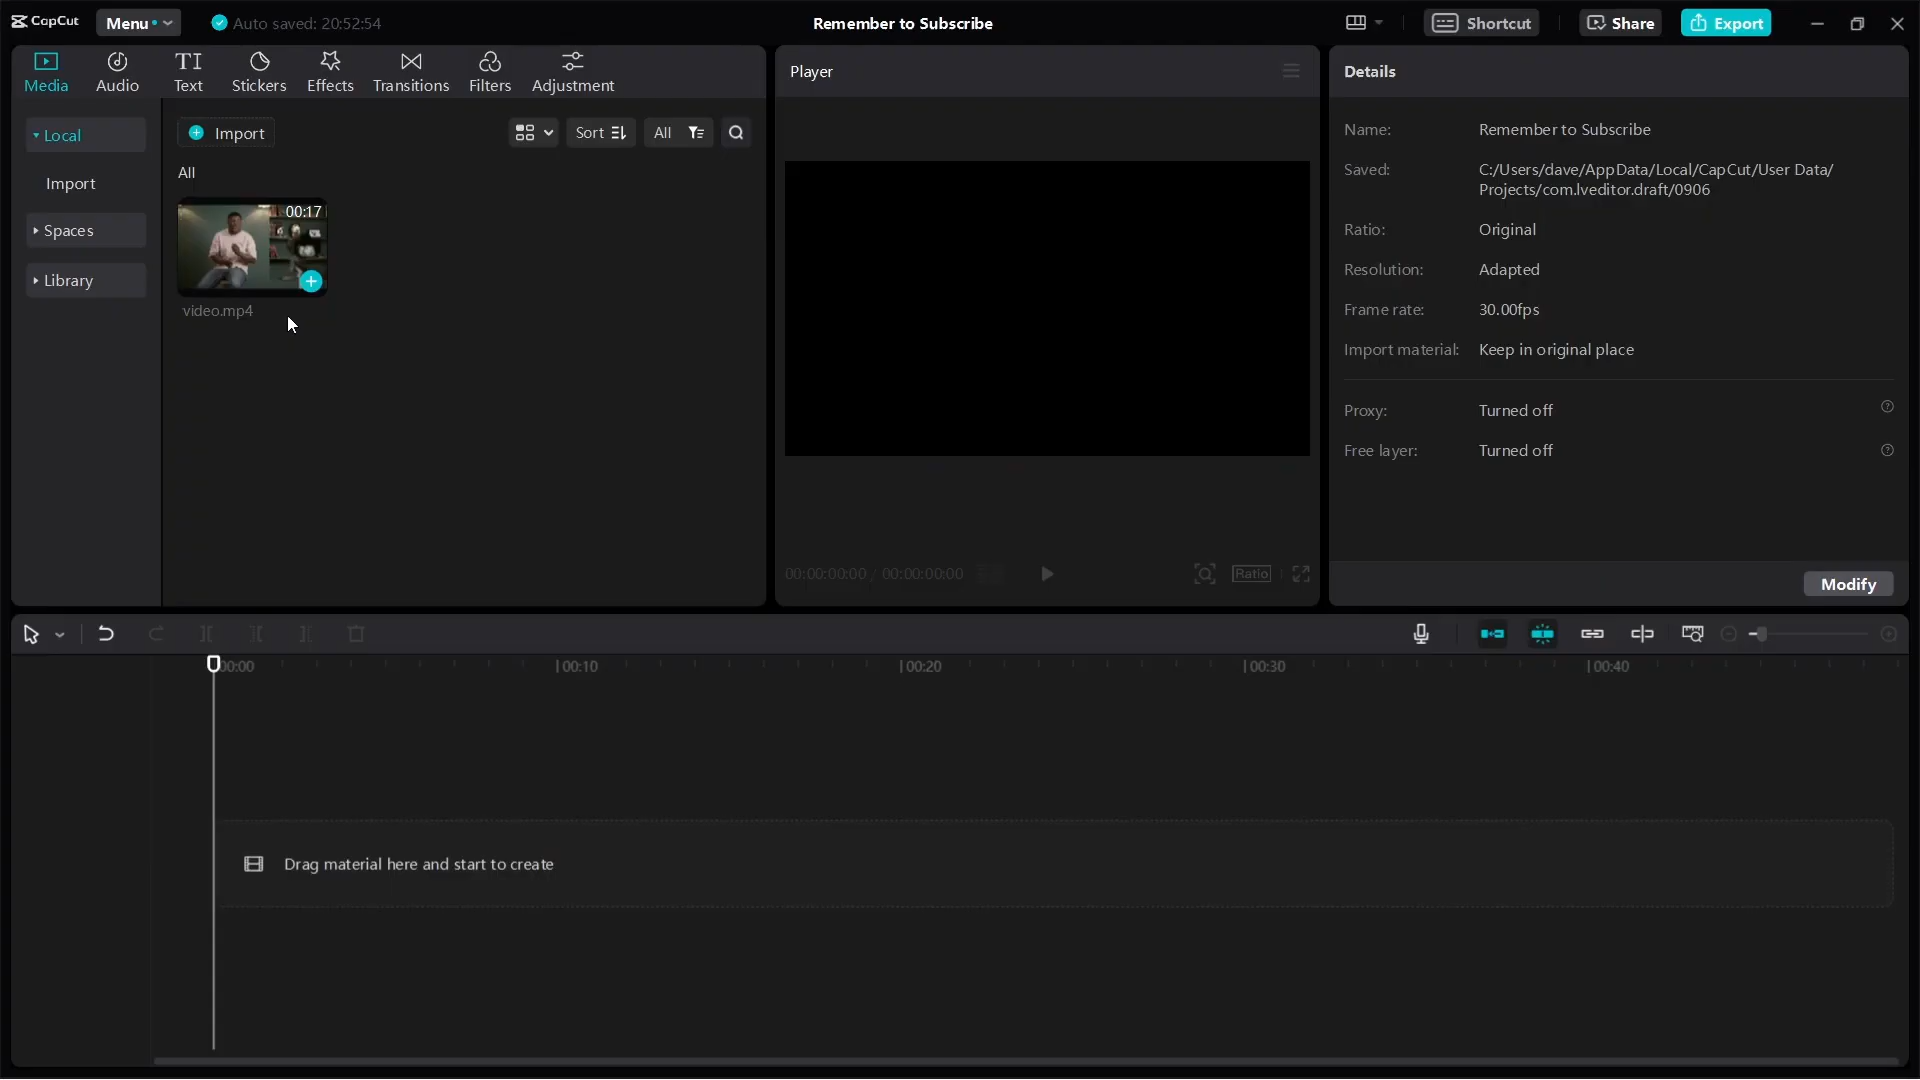 CapCut
Menu
Auto saved: 20:52:54
Remember to Subscribe
Shortcut
Share
Export
Media
Audio
TI
Text
Stickers
Effects
Transitions
Filters
Adjustment
Player
Details
Local
Import
Sort
All
Import
Spaces
Library
All
00:17
video.mp4
Name: Remember to Subscribe
Saved: C:/Users/dave/AppData/Local/CapCut/User Data/
Projects/com.lveditor.draft/0906
Ratio: Original
Resolution: Adapted
Frame rate: 30.00fps
Import material: Keep in original place
Proxy: Turned off
Free layer: Turned off
00:00:00:00 / 00:00:00:00
Ratio
Modify
00:00
00:10
00:20
00:30
00:40
Drag material here and start to create